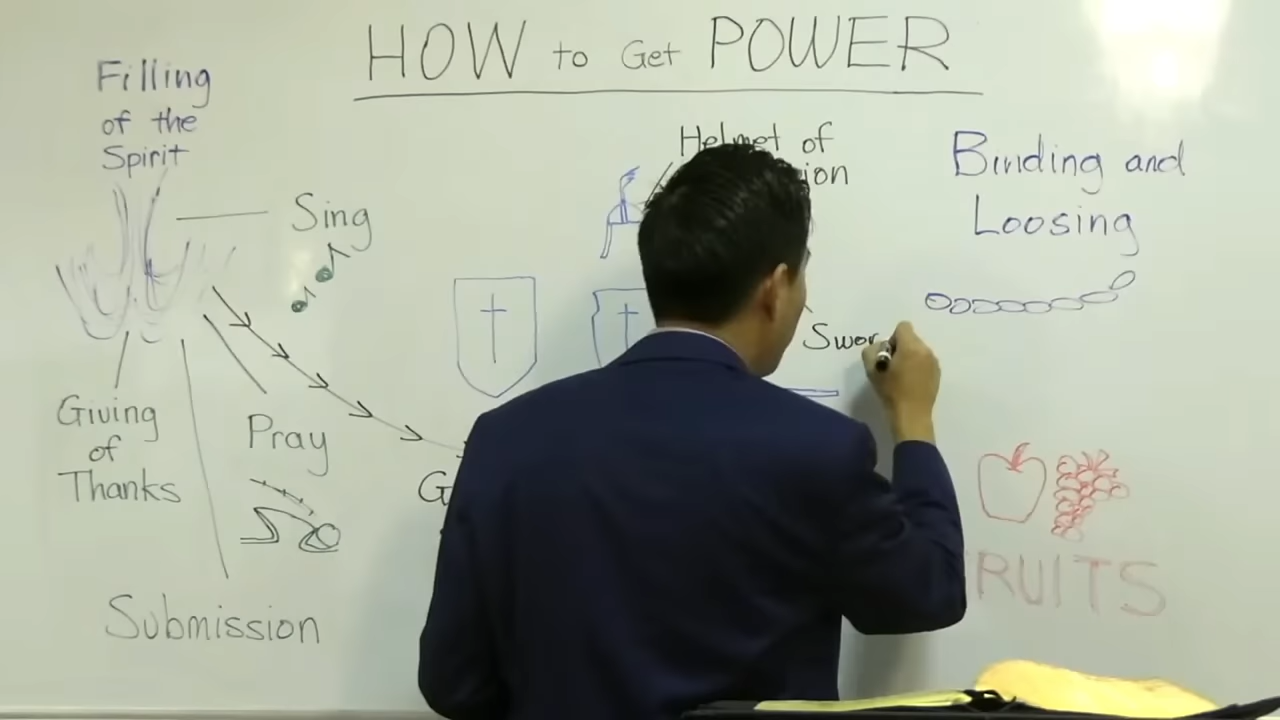 HOW to Get POWER
Filling
of the
Spirit
Sing
Giving
of
Thanks
Pray
Submission
Helmet of
Binding and
Loosing